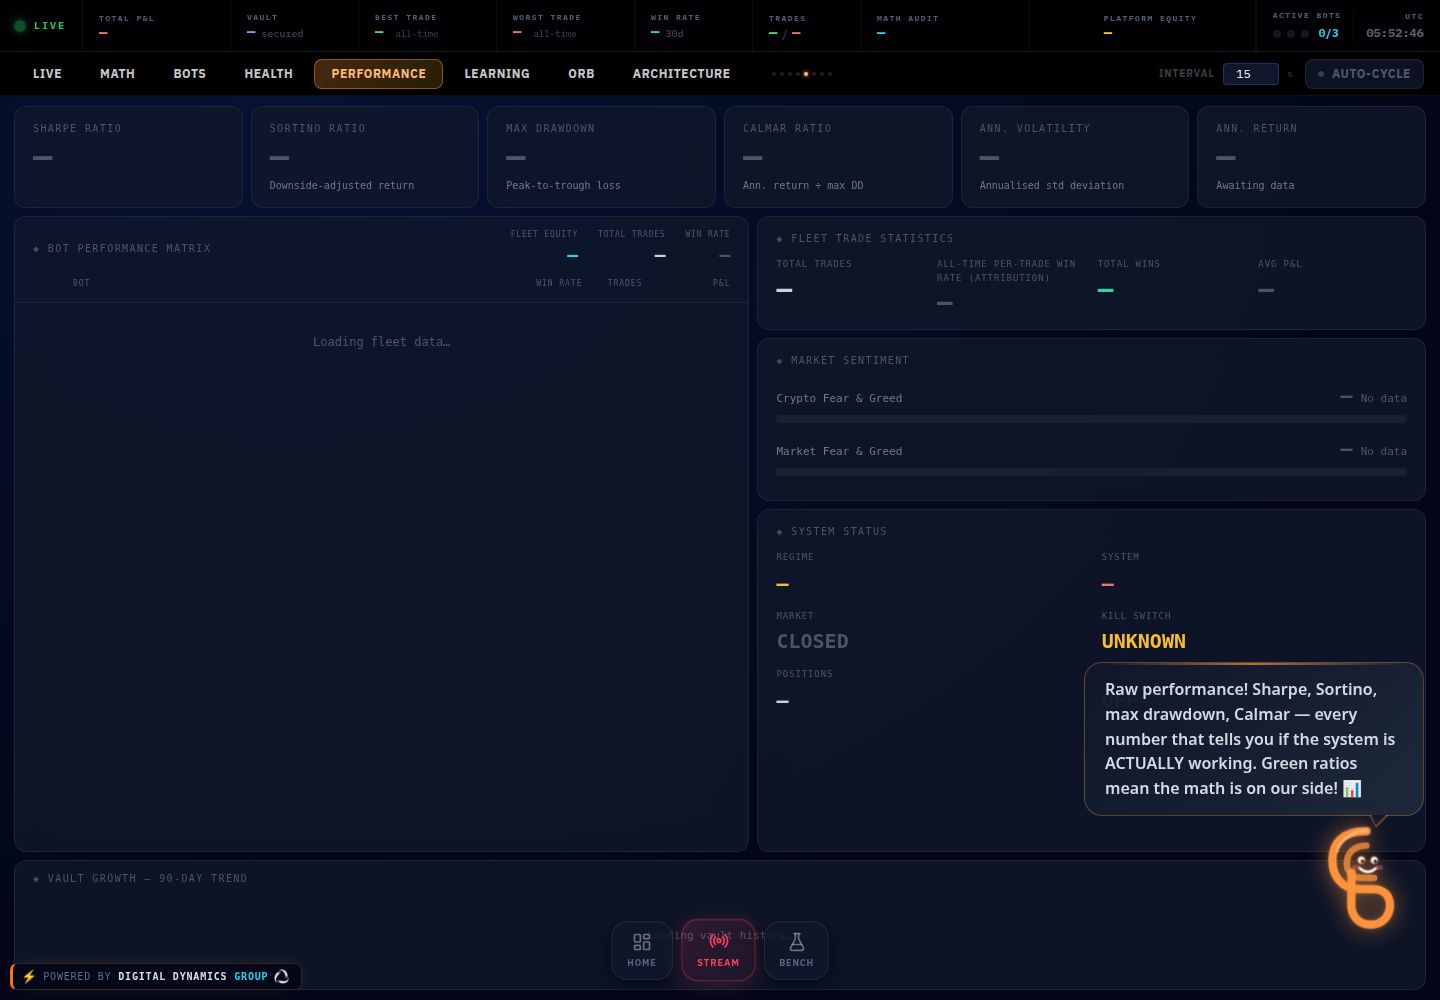 LIVE
TOTAL P&L
—
VAULT
— secured
BEST TRADE
— all-time
WORST TRADE
— all-time
WIN RATE
— 30d
TRADES
— / —
MATH AUDIT
—
PLATFORM EQUITY
—
ACTIVE BOTS
0/3
UTC
05:52:46
LIVE MATH BOTS HEALTH PERFORMANCE LEARNING ORB ARCHITECTURE
INTERVAL 15 s AUTO-CYCLE
SHARPE RATIO
—
SORTINO RATIO
—
Downside-adjusted return
MAX DRAWDOWN
—
Peak-to-trough loss
CALMAR RATIO
—
Ann. return ÷ max DD
ANN. VOLATILITY
—
Annualised std deviation
ANN. RETURN
—
Awaiting data
◈ BOT PERFORMANCE MATRIX
FLEET EQUITY TOTAL TRADES WIN RATE
— — —
BOT WIN RATE TRADES P&L
Loading fleet data…
◈ FLEET TRADE STATISTICS
TOTAL TRADES
—
ALL-TIME PER-TRADE WIN
RATE (ATTRIBUTION)
—
TOTAL WINS
—
AVG P&L
—
◈ MARKET SENTIMENT
Crypto Fear & Greed — No data
Market Fear & Greed — No data
◈ SYSTEM STATUS
REGIME
—
SYSTEM
—
MARKET
CLOSED
KILL SWITCH
UNKNOWN
POSITIONS
—
Raw performance! Sharpe, Sortino,
max drawdown, Calmar — every
number that tells you if the system is
ACTUALLY working. Green ratios
mean the math is on our side! 📊
◈ VAULT GROWTH — 90-DAY TREND
HOME
STREAM
BENCH
⚡ POWERED BY DIGITAL DYNAMICS GROUP